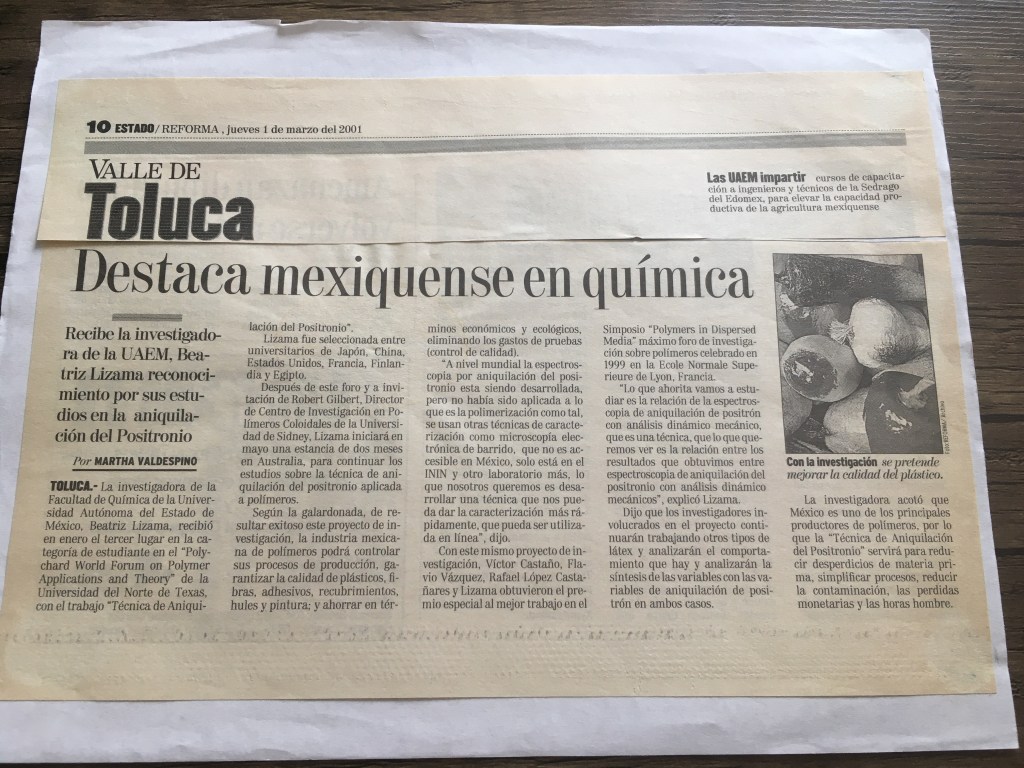 10 ESTADO/ REFORMA , jueves 1 de marzo del 2001
VALLE DE
Toluca
Las UAEM impartir cursos de capacita-
ción a ingenieros y técnicos de la Sedrago
del Edomex, para elevar la capacidad pro-
ductiva de la agricultura mexiquense
Destaca mexiquense en química
Recibe la investigado-
ra de la UAEM, Bea-
triz Lizama reconoci-
miento por sus estu-
dios en la aniquila-
ción del Positronio
Por MARTHA VALDESPINO
TOLUCA.- La investigadora de la
Facultad de Química de la Univer-
sidad Autónoma del Estado de
México, Beatriz Lizama, recibió
en enero el tercer lugar en la ca-
tegoría de estudiante en el "Poly-
chard World Forum on Polymer
Applications and Theory" de la
Universidad del Norte de Texas,
con el trabajo "Técnica de Aniqui-
lación del Positronio".
Lizama fue seleccionada entre
universitarios de Japón, China,
Estados Unidos, Francia, Finlan-
dia y Egipto.
Después de este foro y a invi-
tación de Robert Gilbert, Director
de Centro de Investigación en Po-
límeros Coloidales de la Universi-
dad de Sidney, Lizama iniciará en
mayo una estancia de dos meses
en Australia, para continuar los
estudios sobre la técnica de ani-
quilación del positronio aplicada
a polímeros.
Según la galardonada, de re-
sultar exitoso este proyecto de in-
vestigación, la industria mexica-
na de polímeros podrá controlar
sus procesos de producción, ga-
rantizar la calidad de plásticos, fi-
bras, adhesivos, recubrimientos,
hules y pintura; y ahorrar en tér-
minos económicos y ecológicos,
eliminando los gastos de pruebas
(control de calidad).
"A nivel mundial la espectros-
copia por aniquilación del posi-
tronio esta siendo desarrollada,
pero no había sido aplicada a lo
que es la polimerización como tal,
se usan otras técnicas de carac-
terización como microscopía elec-
trónica de barrido, que no es ac-
cesible en México, solo está en el
ININ y otro laboratorio más, lo
que nosotros queremos es desa-
rrollar una técnica que nos pue-
da dar la caracterización más rá-
pidamente, que pueda ser utiliza-
da en línea", dijo.
Con este mismo proyecto de in-
vestigación, Víctor Castaño, Fla-
vio Vázquez, Rafael López Casta-
ñares y Lizama obtuvieron el pre-
mio especial al mejor trabajo en el
Simposio "Polymers in Dispersed
Media" máximo foro de investiga-
ción sobre polímeros celebrado en
1999 en la Ecole Normale Supe-
rieure de Lyon, Francia.
"Lo que ahorita vamos a estu-
diar es la relación de la espectros-
copia de aniquilación de positrón
con análisis dinámico mecánico,
que es una técnica, que lo que que-
remos ver es la relación entre los
resultados que obtuvimos entre
espectroscopia de aniquilación del
positronio con análisis dinámico
mecánicos", explicó Lizama.
Dijo que los investigadores in-
volucrados en el proyecto conti-
nuarán trabajando otros tipos de
látex y analizarán el comporta-
miento que hay y analizarán la
síntesis de las variables con las va-
riables de aniquilación de posi-
trón en ambos casos.
Con la investigación se pretende
mejorar la calidad del plástico.
La investigadora acotó que
México es uno de los principales
productores de polímeros, por lo
que la "Técnica de Aniquilación
del Positronio" servirá para redu-
cir desperdicios de materia pri-
ma, simplificar procesos, reducir
la contaminación, las perdidas
monetarias y las horas hombre.